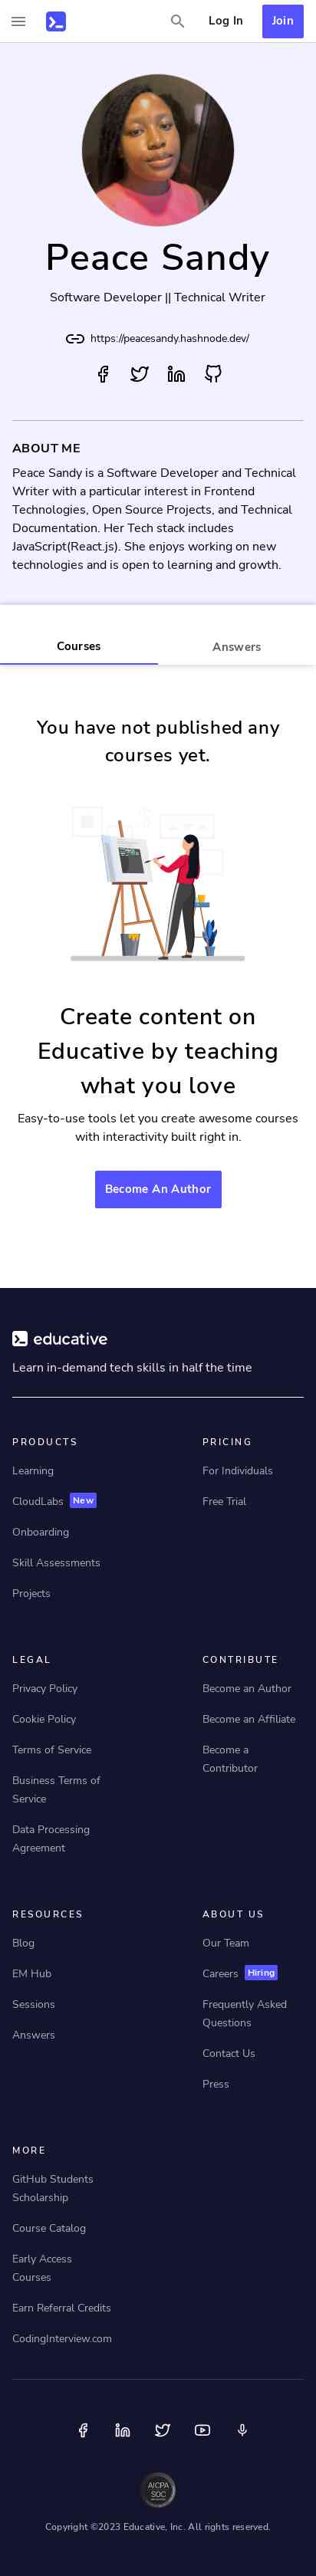 Log In
Join
Peace Sandy
Software Developer || Technical Writer
https://peacesandy.hashnode.dev/
ABOUT ME
Peace Sandy is a Software Developer and Technical
Writer with a particular interest in Frontend
Technologies, Open Source Projects, and Technical
Documentation. Her Tech stack includes
JavaScript(React.js). She enjoys working on new
technologies and is open to learning and growth.
Courses
Answers
You have not published any
courses yet.
Create content on
Educative by teaching
what you love
Easy-to-use tools let you create awesome courses
with interactivity built right in.
Become An Author
educative
Learn in-demand tech skills in half the time
PRODUCTS
Learning
CloudLabs New
Onboarding
Skill Assessments
Projects
PRICING
For Individuals
Free Trial
LEGAL
Privacy Policy
Cookie Policy
Terms of Service
Business Terms of
Service
Data Processing
Agreement
CONTRIBUTE
Become an Author
Become an Affiliate
Become a
Contributor
RESOURCES
Blog
EM Hub
Sessions
Answers
ABOUT US
Our Team
Careers Hiring
Frequently Asked
Questions
Contact Us
Press
MORE
GitHub Students
Scholarship
Course Catalog
Early Access
Courses
Earn Referral Credits
CodingInterview.com
AICPA
SOC
Copyright ©2023 Educative, Inc. All rights reserved.